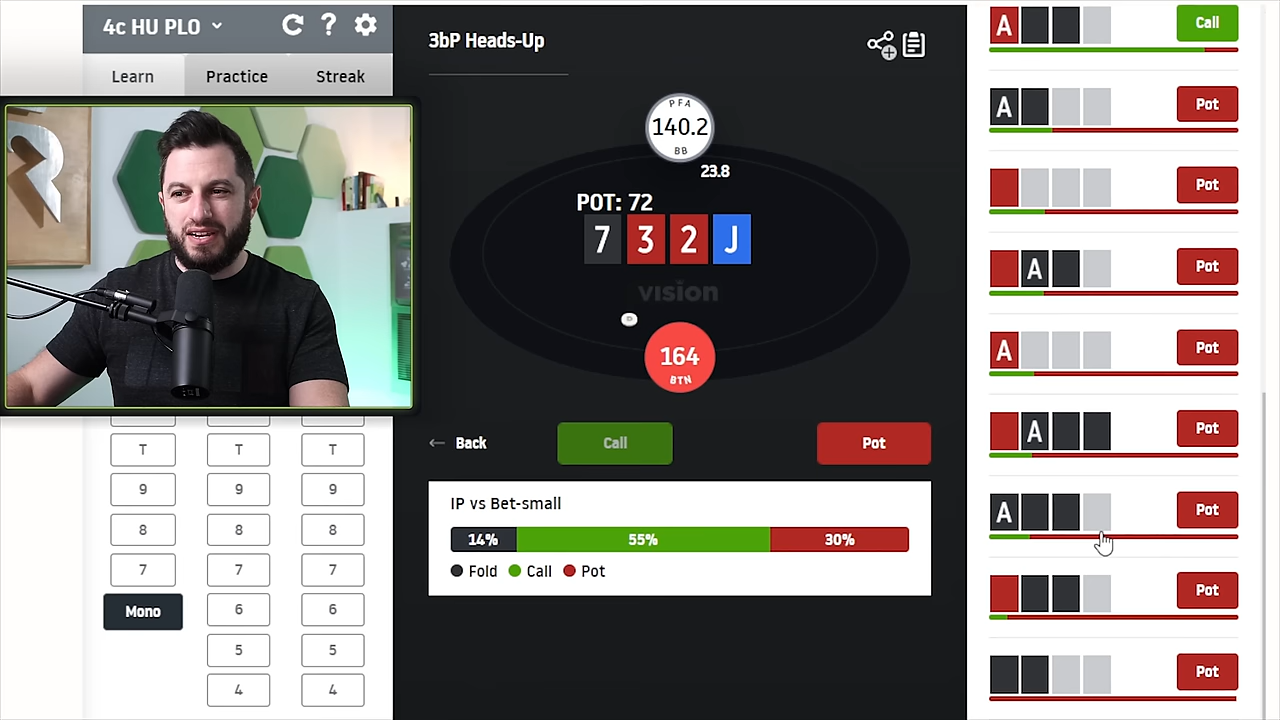 4c HU PLO
?
Learn
Practice
Streak
R
T
T
T
9
9
9
8
8
8
7
7
7
Mono
6
6
5
5
4
4
3bP Heads-Up
PFA
140.2
BB
23.8
POT: 72
7 3 2 J
vision
D
164
BTN
← Back
Call
Pot
IP vs Bet-small
14%
55%
30%
Fold
Call
Pot
A
Call
A
Pot
Pot
A
Pot
A
Pot
A
Pot
A
Pot
Pot
Pot